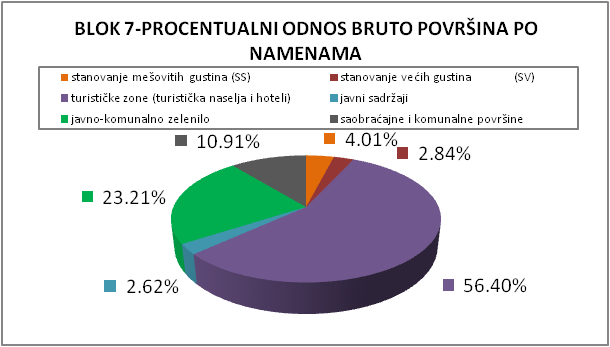 BLOK 7-PROCENTUALNI ODNOS BRUTO POVRŠINA PO
NAMENAMA
stanovanje mešovitih gustina (SS)
stanovanje većih gustina (SV)
turističke zone (turistička naselja i hoteli)
javni sadržaji
javno-komunalno zelenilo
saobraćajne i komunalne površine
10.91%
4.01%
2.84%
23.21%
2.62%
56.40%